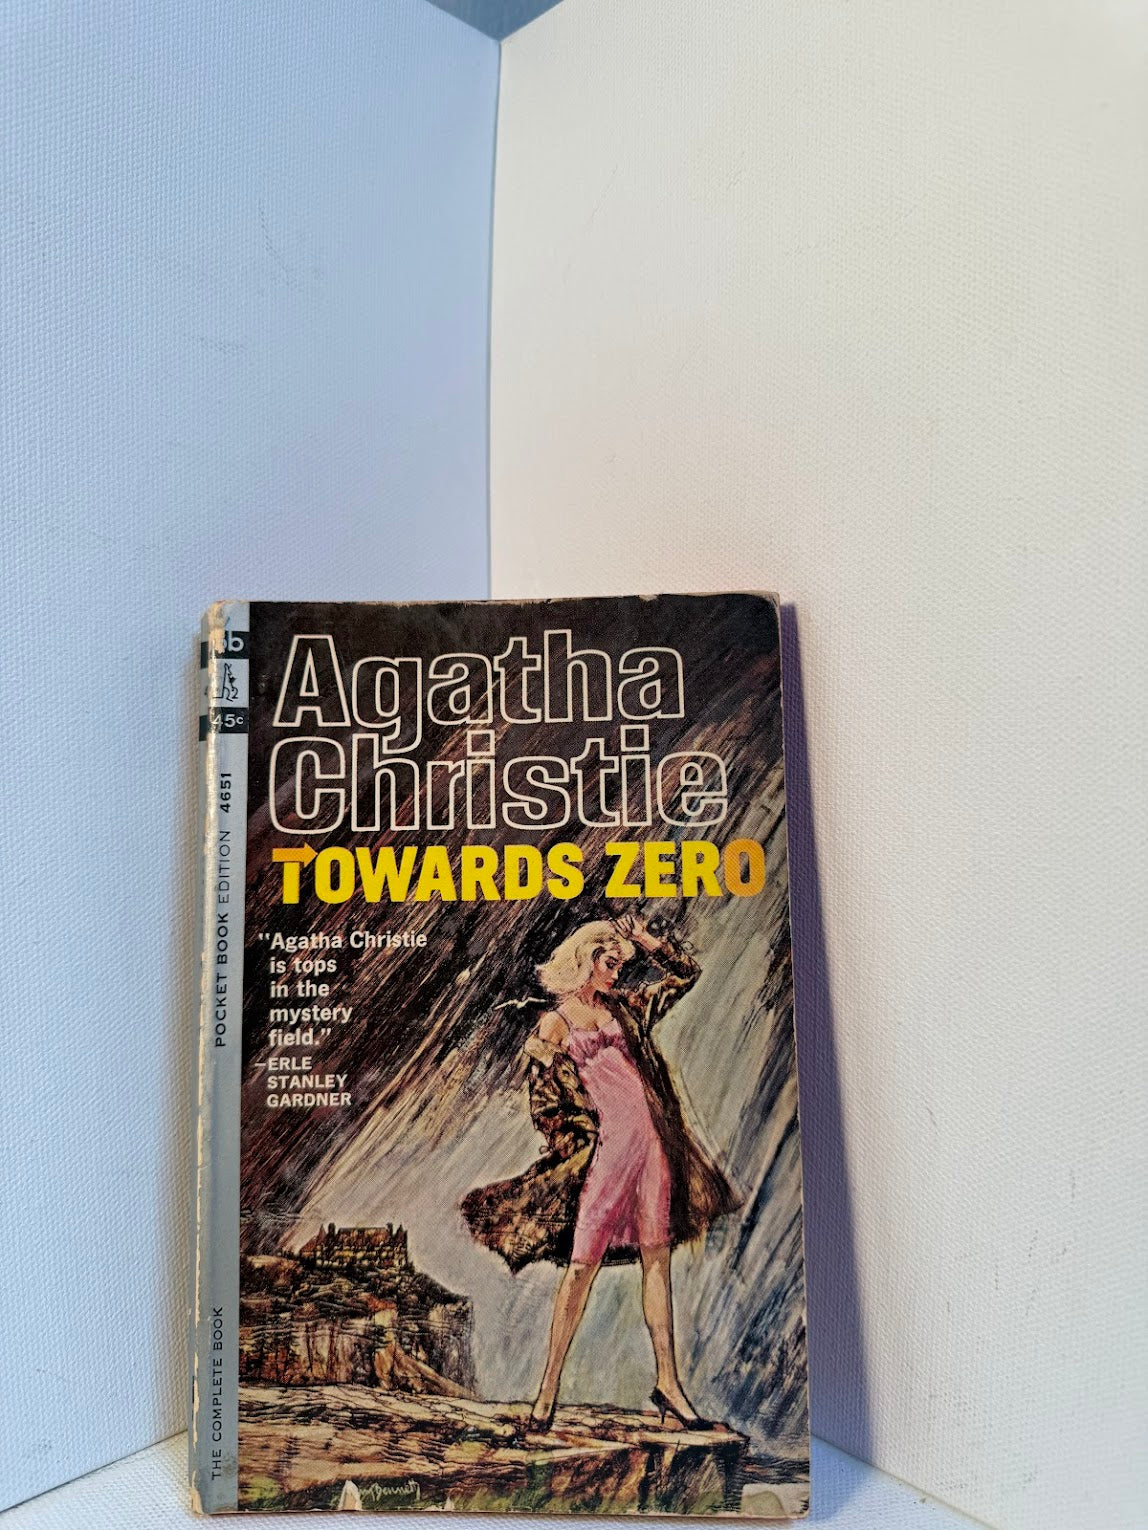 Agatha
Christie
TOWARDS ZERO
"Agatha Christie
is tops
in the
mystery
field."
—ERLE
STANLEY
GARDNER
45c
POCKET BOOK EDITION 4651
THE COMPLETE BOOK